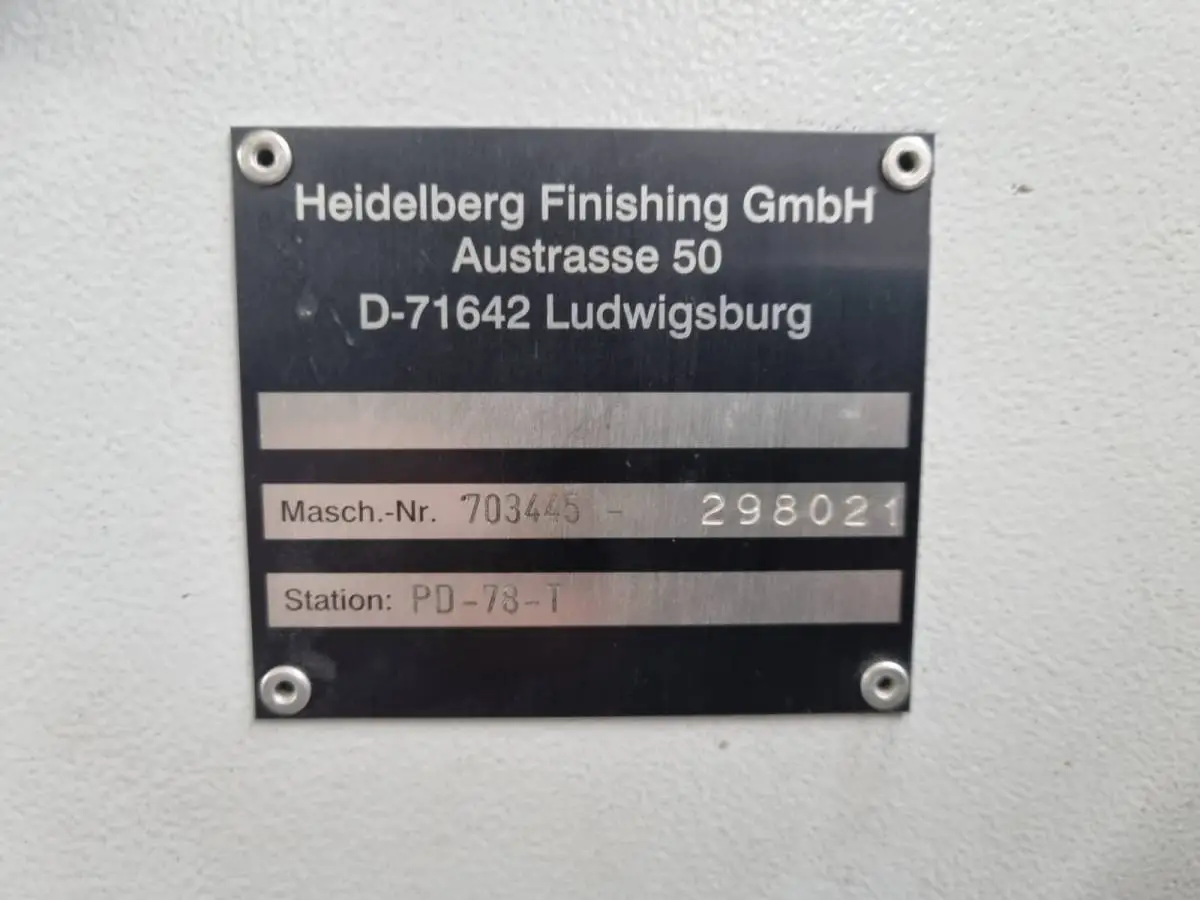 Heidelberg Finishing GmbH
Austrasse 50
D-71642 Ludwigsburg
Masch.-Nr. 703445 - 298021
Station: PD-78-T